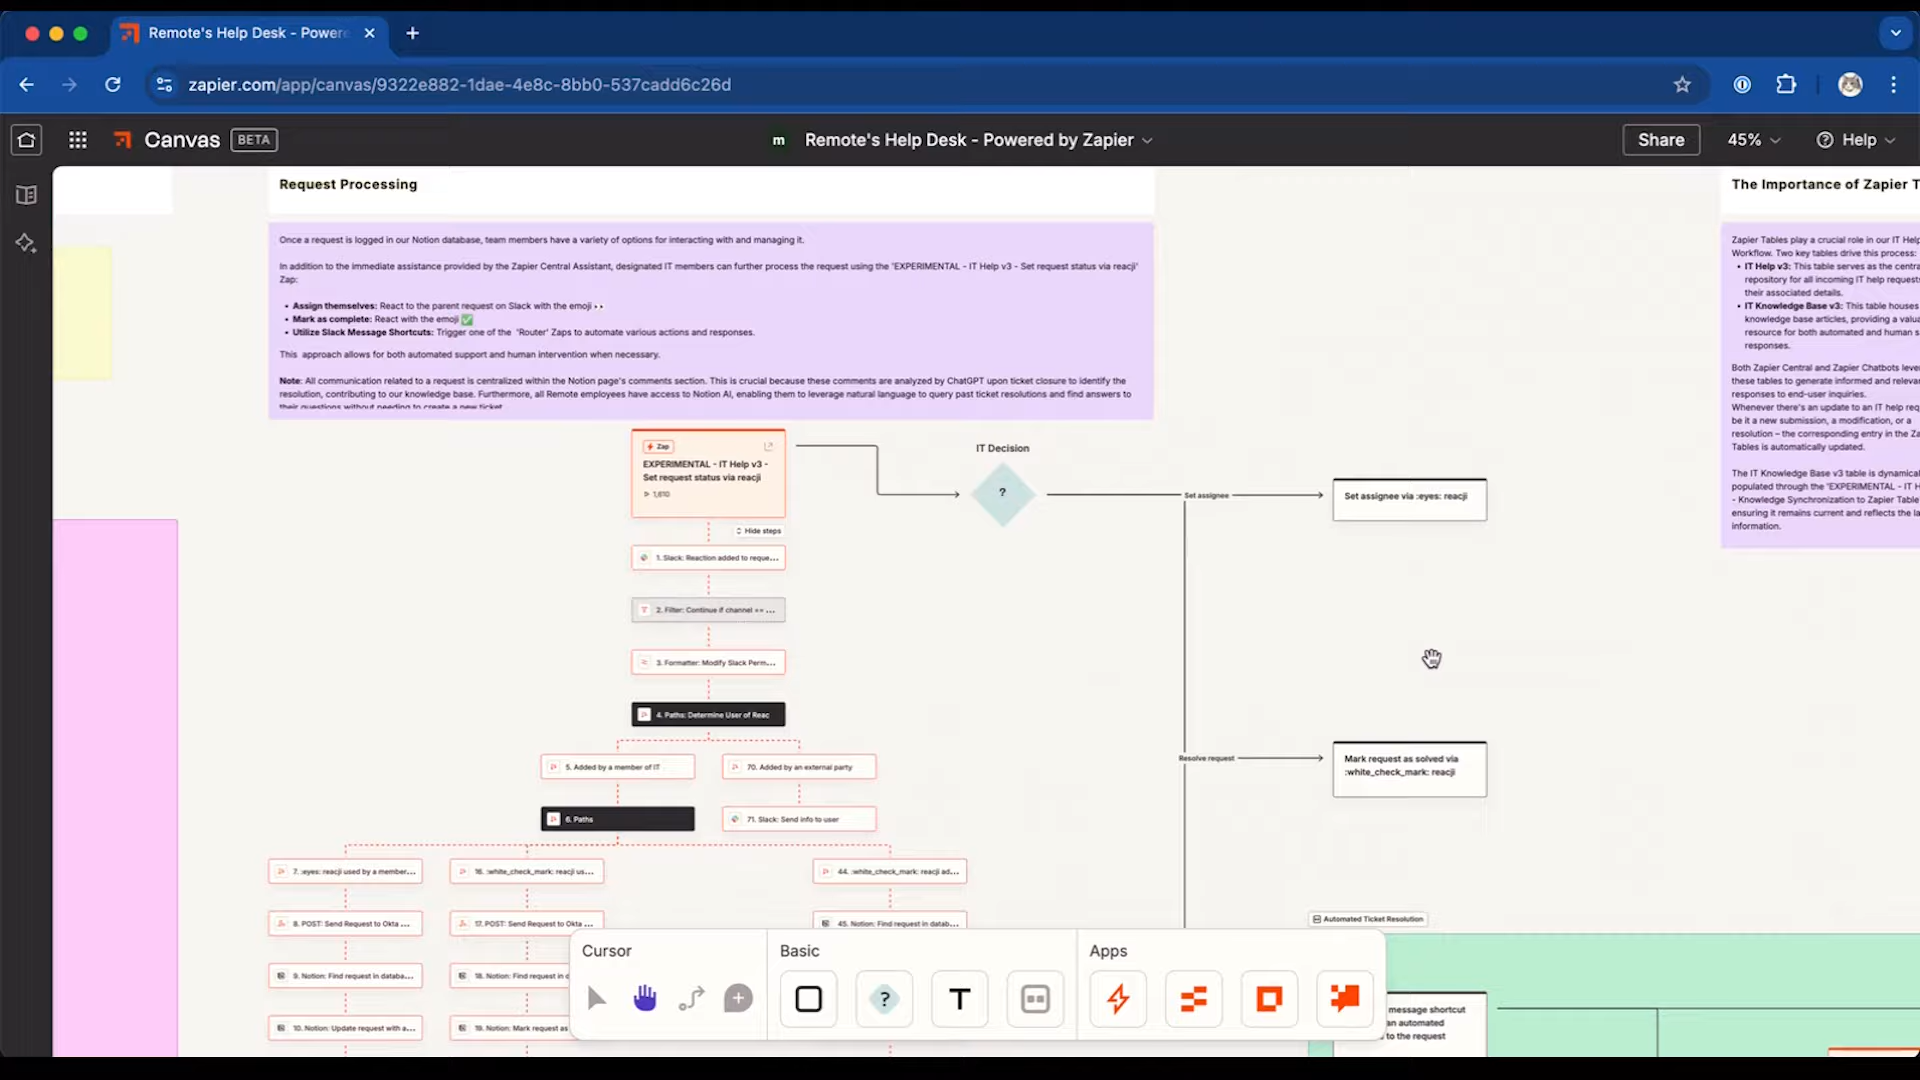 Remote's Help Desk - Power
zapier.com/app/canvas/9322e882-1dae-4e8c-8bb0-537cadd6c26d
Canvas BETA
m Remote's Help Desk - Powered by Zapier
Share 45% Help
Request Processing
Once a request is logged in our Notion database, team members have a variety of options for interacting with and managing it.
In addition to the immediate assistance provided by the Zapier Central Assistant, designated IT members can further process the request using the 'EXPERIMENTAL - IT Help v3 - Set request status via reacji'
Zap:
• Assign themselves: React to the parent request on Slack with the emoji 👀
• Mark as complete: React with the emoji ✅
• Utilize Slack Message Shortcuts: Trigger one of the 'Router' Zaps to automate various actions and responses.
This approach allows for both automated support and human intervention when necessary.
Note: All communication related to a request is centralized within the Notion page's comments section. This is crucial because these comments are analyzed by ChatGPT upon ticket closure to identify the
resolution, contributing to our knowledge base. Furthermore, all Remote employees have access to Notion AI, enabling them to leverage natural language to query past ticket resolutions and find answers to
their questions without needing to create a new ticket.
The Importance of Zapier T
Zapier Tables play a crucial role in our IT Help
Workflow. Two key tables drive this process:
• IT Help v3: This table serves as the centra
repository for all incoming IT help requests
their associated details.
• IT Knowledge Base v3: This table houses
knowledge base articles, providing a valua
resource for both automated and human s
responses.
Both Zapier Central and Zapier Chatbots leve
these tables to generate informed and relevan
responses to end-user inquiries.
Whenever there's an update to an IT help req
be it a new submission, a modification, or a
resolution – the corresponding entry in the Za
Tables is automatically updated.
The IT Knowledge Base v3 table is dynamical
populated through the 'EXPERIMENTAL - IT H
- Knowledge Synchronization to Zapier Table
ensuring it remains current and reflects the la
information.
Zap
EXPERIMENTAL - IT Help v3 -
Set request status via reacji
1,610
Hide steps
IT Decision
?
Set assignee
Set assignee via :eyes: reacji
Resolve request
Mark request as solved via
:white_check_mark: reacji
1. Slack: Reaction added to reque...
2. Filter: Continue if channel == ...
3. Formatter: Modify Slack Perm...
4. Paths: Determine User of Reac
5. Added by a member of IT
70. Added by an external party
6. Paths
71. Slack: Send info to user
7. :eyes: reacji used by a member...
16. :white_check_mark: reacji us...
44. :white_check_mark: reacji ad...
8. POST: Send Request to Okta ...
17. POST: Send Request to Okta ...
45. Notion: Find request in datab...
9. Notion: Find request in databa...
18. Notion: Find request in d
10. Notion: Update request with a...
19. Notion: Mark request as
Automated Ticket Resolution
message shortcut
an automated
to the request
Cursor
Basic
Apps
?
T